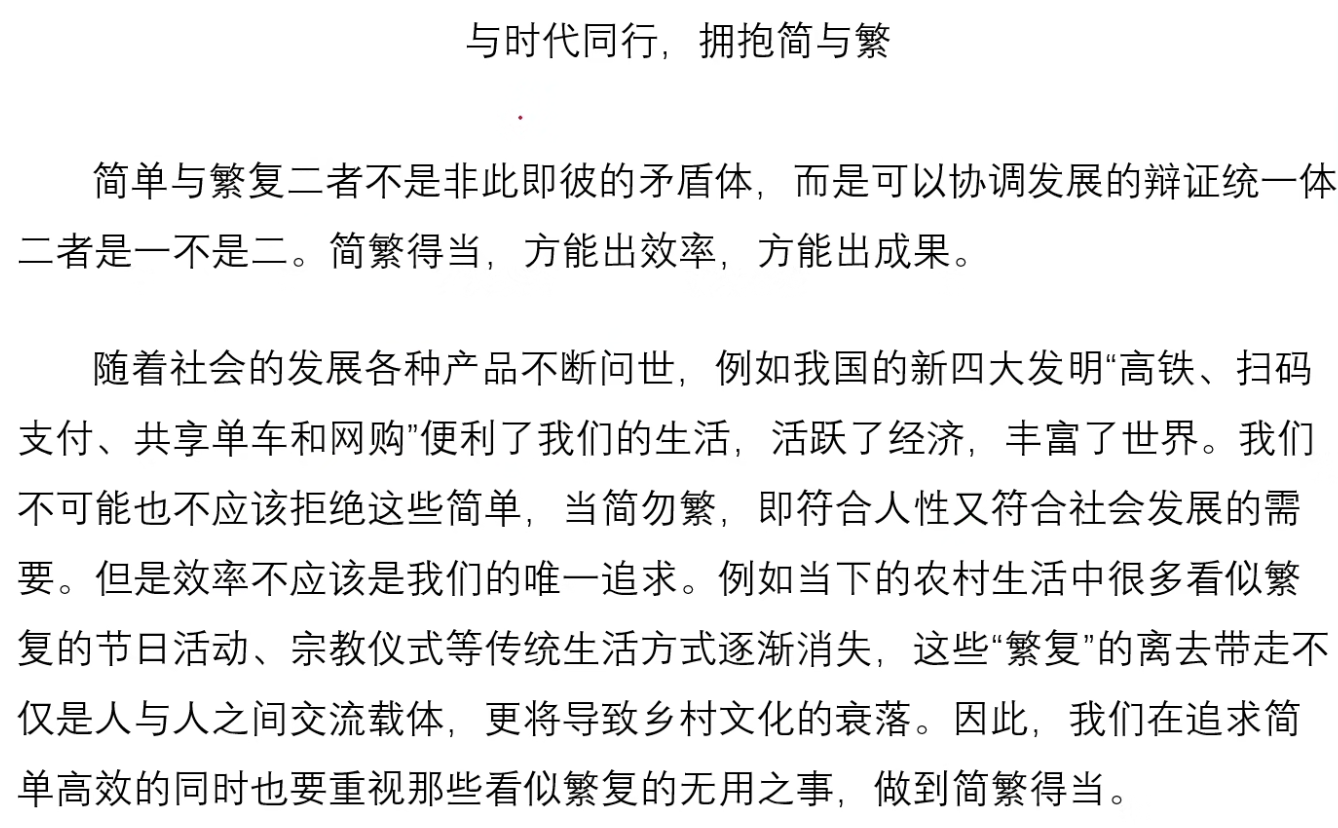 与时代同行，拥抱简与繁
简单与繁复二者不是非此即彼的矛盾体，而是可以协调发展的辩证统一体
二者是一不是二。简繁得当，方能出效率，方能出成果。
随着社会的发展各种产品不断问世，例如我国的新四大发明“高铁、扫码
支付、共享单车和网购”便利了我们的生活，活跃了经济，丰富了世界。我们
不可能也不应该拒绝这些简单，当简勿繁，即符合人性又符合社会发展的需
要。但是效率不应该是我们的唯一追求。例如当下的农村生活中很多看似繁
复的节日活动、宗教仪式等传统生活方式逐渐消失，这些“繁复”的离去带走不
仅是人与人之间交流载体，更将导致乡村文化的衰落。因此，我们在追求简
单高效的同时也要重视那些看似繁复的无用之事，做到简繁得当。